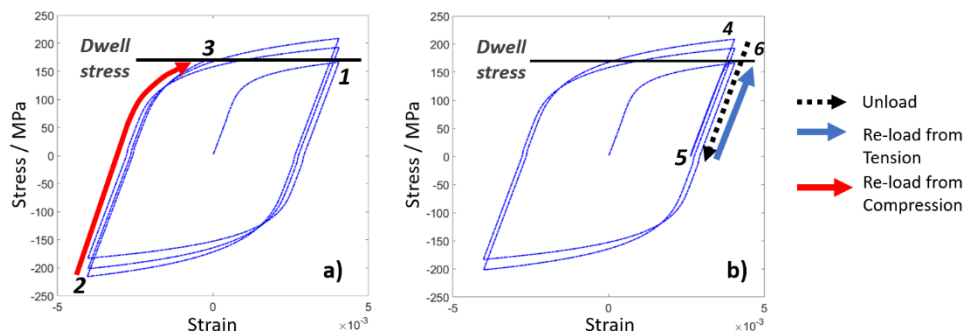 250
200
150
100
50
0
-50
-100
-150
-200
-250
Stress / MPa
Dwell
stress
3
1
2
a)
-5
0
5
×10⁻³
Strain
250
200
150
100
50
0
-50
-100
-150
-200
-250
Stress / MPa
Dwell
stress
4
6
5
b)
-5
0
5
×10⁻³
Strain
Unload
Re-load from
Tension
Re-load from
Compression